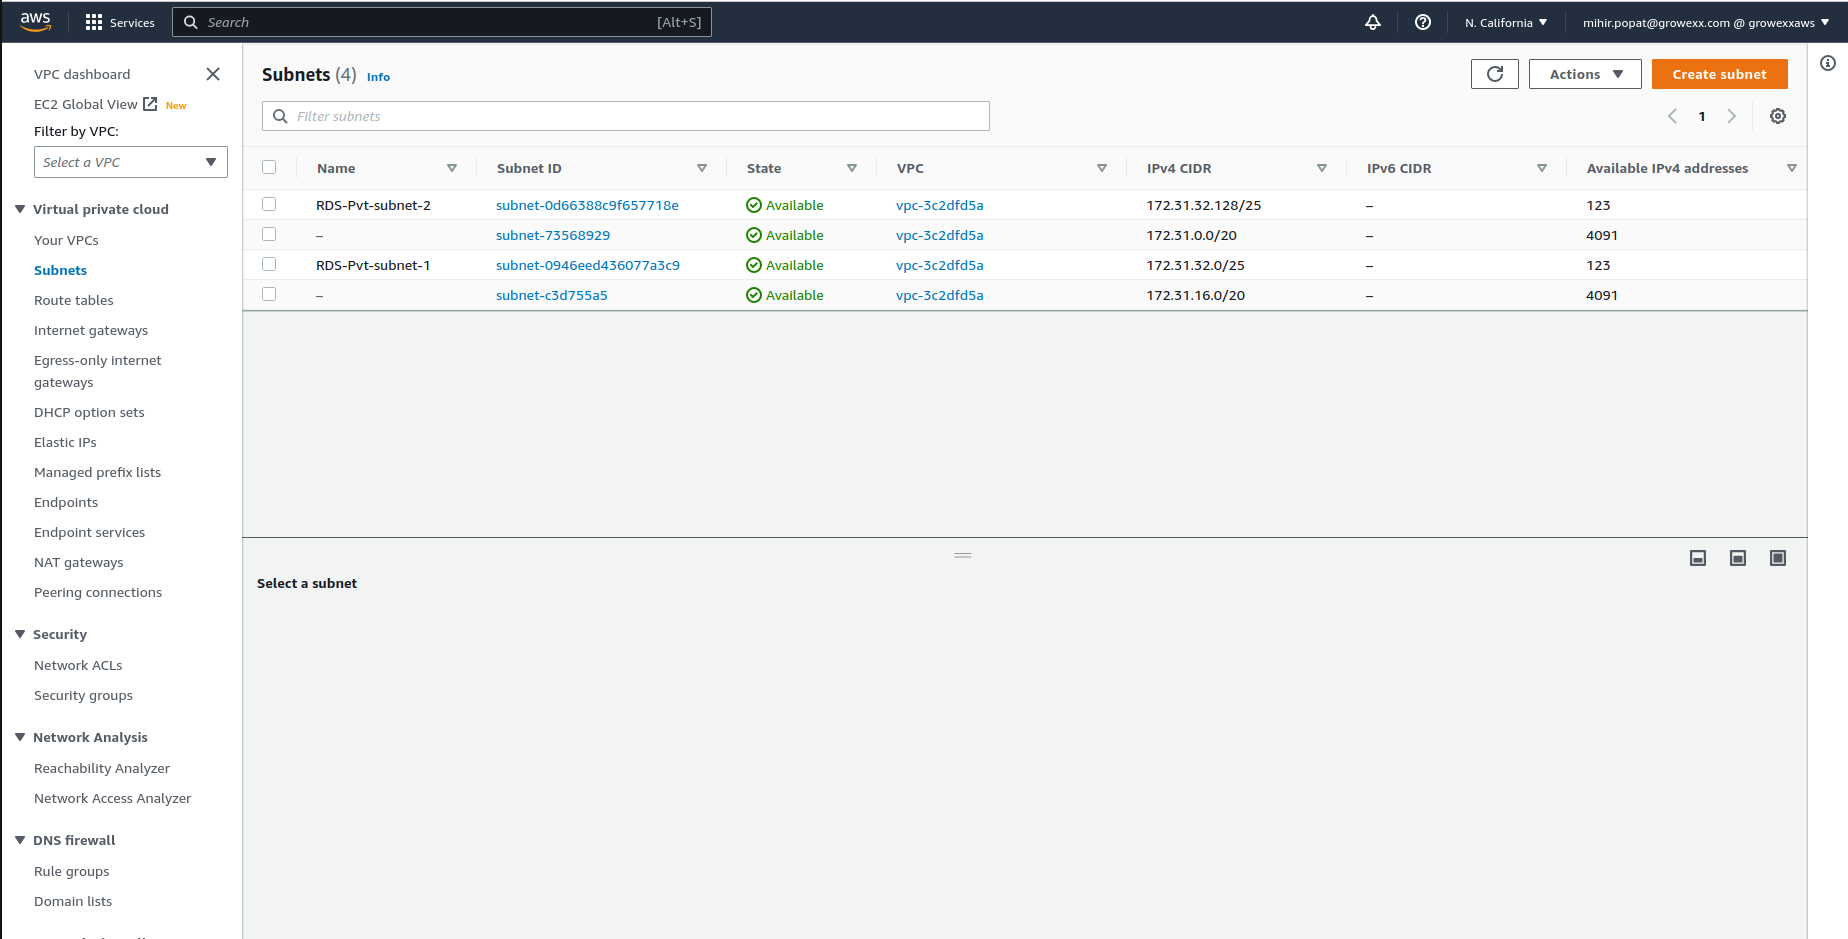 aws Services Search [Alt+S] N. California mihir.popat@growexx.com @ growexxaws
VPC dashboard
EC2 Global View New
Filter by VPC:
Select a VPC
Virtual private cloud
Your VPCs
Subnets
Route tables
Internet gateways
Egress-only internet
gateways
DHCP option sets
Elastic IPs
Managed prefix lists
Endpoints
Endpoint services
NAT gateways
Peering connections
Security
Network ACLs
Security groups
Network Analysis
Reachability Analyzer
Network Access Analyzer
DNS firewall
Rule groups
Domain lists
Subnets (4) Info Actions Create subnet
Filter subnets 1
Name Subnet ID State VPC IPv4 CIDR IPv6 CIDR Available IPv4 addresses
RDS-Pvt-subnet-2 subnet-0d66388c9f657718e Available vpc-3c2dfd5a 172.31.32.128/25 – 123
– subnet-73568929 Available vpc-3c2dfd5a 172.31.0.0/20 – 4091
RDS-Pvt-subnet-1 subnet-0946eed436077a3c9 Available vpc-3c2dfd5a 172.31.32.0/25 – 123
– subnet-c3d755a5 Available vpc-3c2dfd5a 172.31.16.0/20 – 4091
Select a subnet